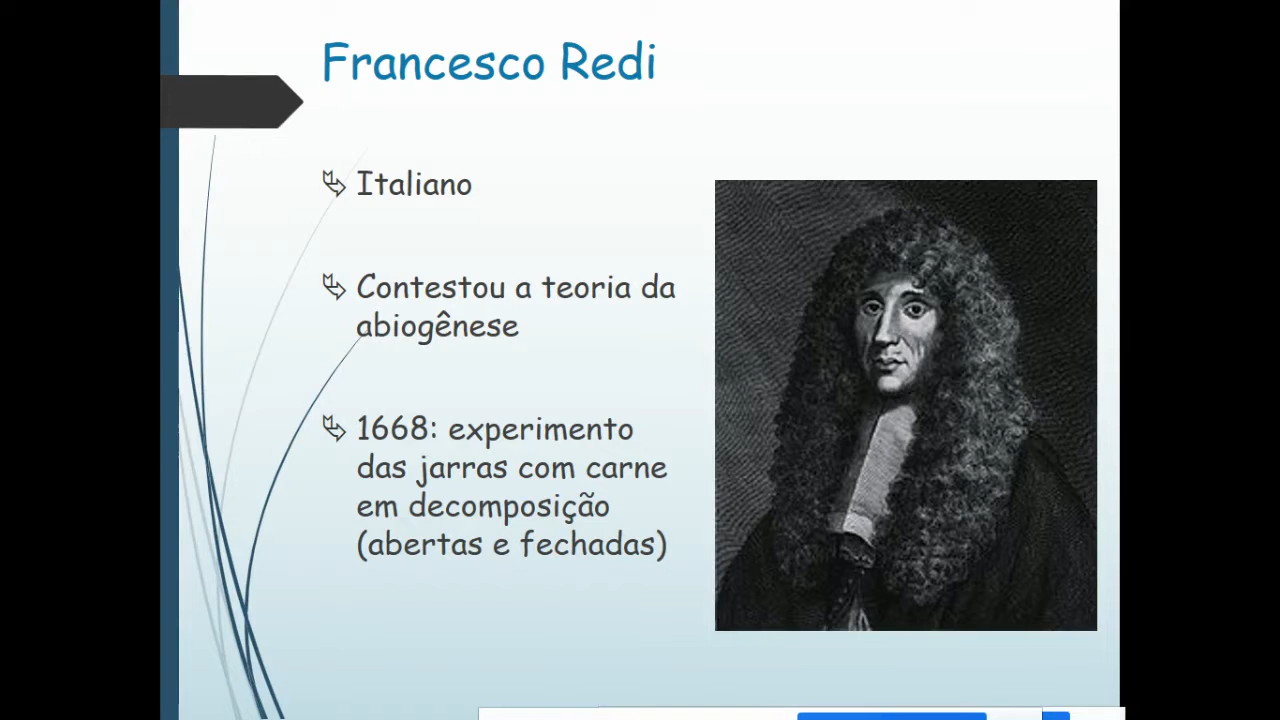 Francesco Redi
Italiano
Contestou a teoria da
abiogênese
1668: experimento
das jarras com carne
em decomposição
(abertas e fechadas)